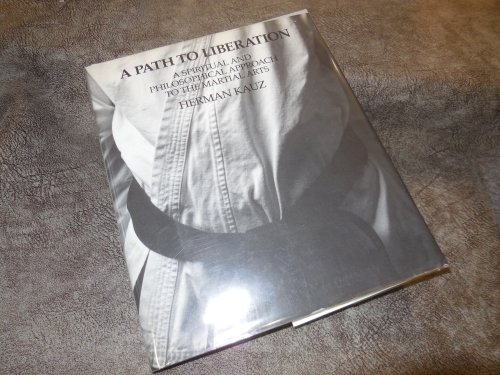 A PATH TO LIBERATION
A SPIRITUAL AND
PHILOSOPHICAL APPROACH
TO THE MARTIAL ARTS
HERMAN KAUZ